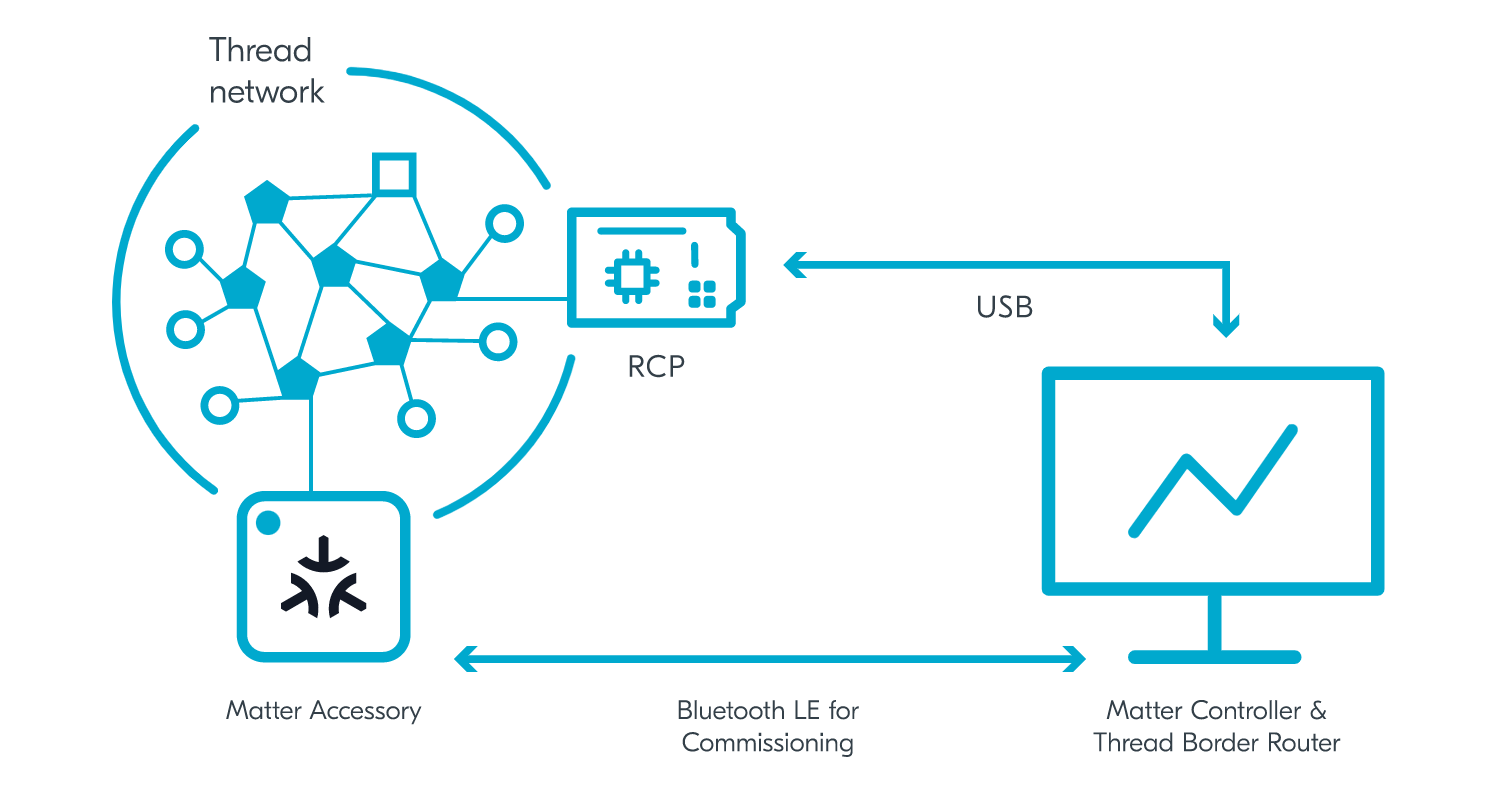 Thread
network
USB
RCP
Matter Accessory
Bluetooth LE for
Commissioning
Matter Controller &
Thread Border Router